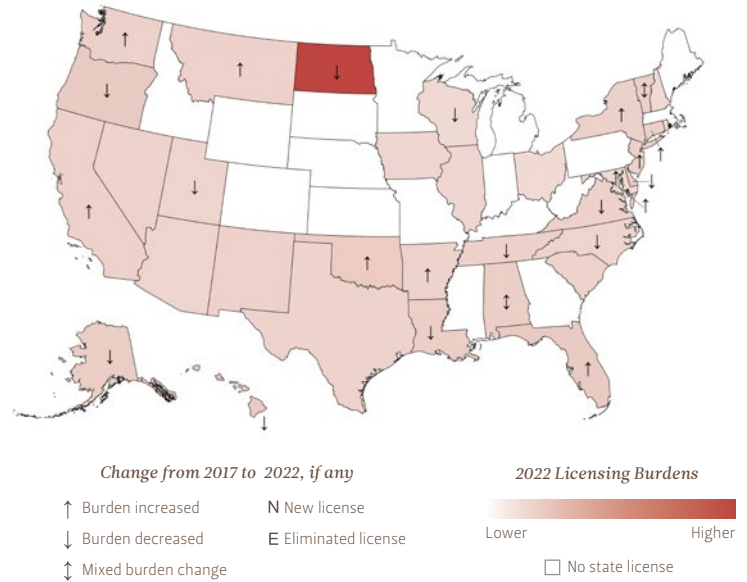 Change from 2017 to 2022, if any
↑ Burden increased
↓ Burden decreased
↕ Mixed burden change
N New license
E Eliminated license
2022 Licensing Burdens
Lower Higher
No state license